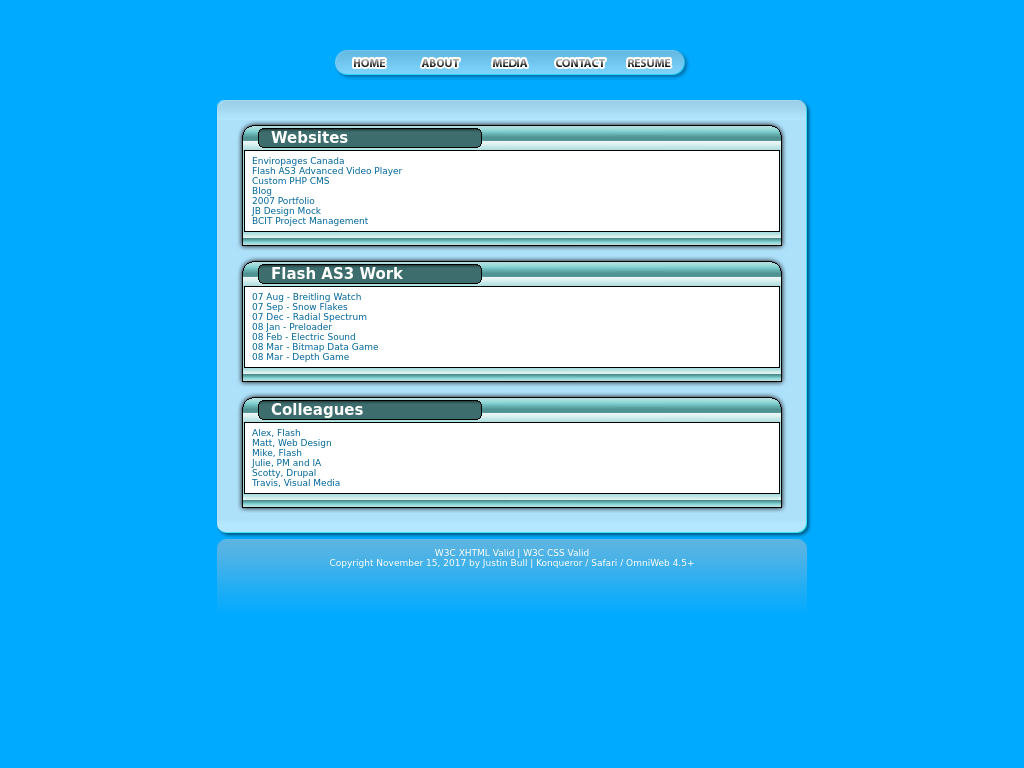 HOME ABOUT MEDIA CONTACT RESUME
Websites
Enviropages Canada
Flash AS3 Advanced Video Player
Custom PHP CMS
Blog
2007 Portfolio
JB Design Mock
BCIT Project Management
Flash AS3 Work
07 Aug - Breitling Watch
07 Sep - Snow Flakes
07 Dec - Radial Spectrum
08 Jan - Preloader
08 Feb - Electric Sound
08 Mar - Bitmap Data Game
08 Mar - Depth Game
Colleagues
Alex, Flash
Matt, Web Design
Mike, Flash
Julie, PM and IA
Scotty, Drupal
Travis, Visual Media
W3C XHTML Valid | W3C CSS Valid
Copyright November 15, 2017 by Justin Bull | Konqueror / Safari / OmniWeb 4.5+